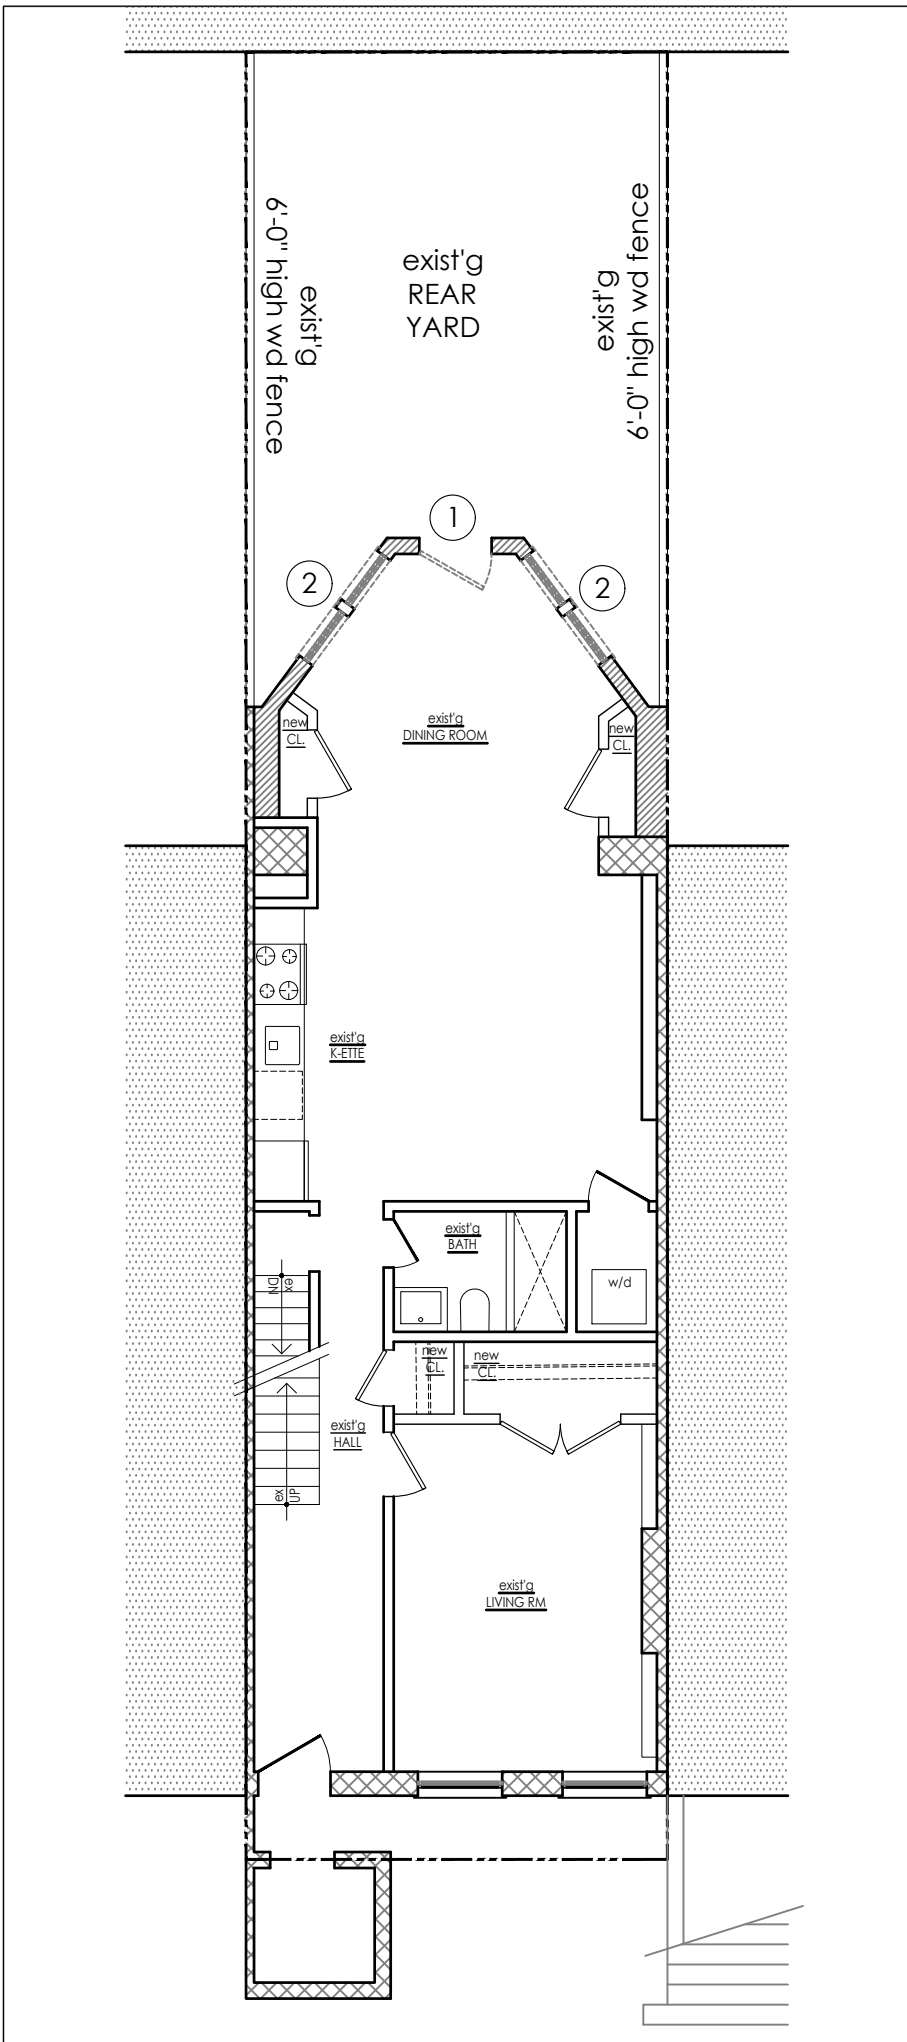 exist'g
6'-0" high wd fence
exist'g
REAR
YARD
exist'g
6'-0" high wd fence
1
2
2
new
CL.
exist'g
DINING ROOM
new
CL.
exist'g
K-ETTE
exist'g
BATH
w/d
ex
DN
new
CL.
new
CL.
exist'g
HALL
ex
UP
exist'g
LIVING RM